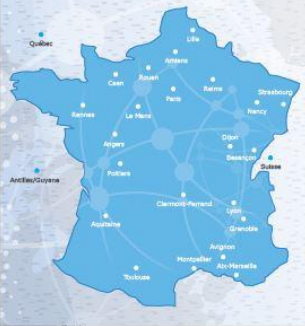 Lille
Québec
Amiens
Rouen
Caen
Reims
Paris
Strasbourg
Le Mans
Nancy
Rennes
Dijon
Angers
Besançon
Suisse
Poitiers
Antilles/Guyane
Clermont-Ferrand
Lyon
Aquitaine
Grenoble
Avignon
Montpellier
Aix-Marseille
Toulouse